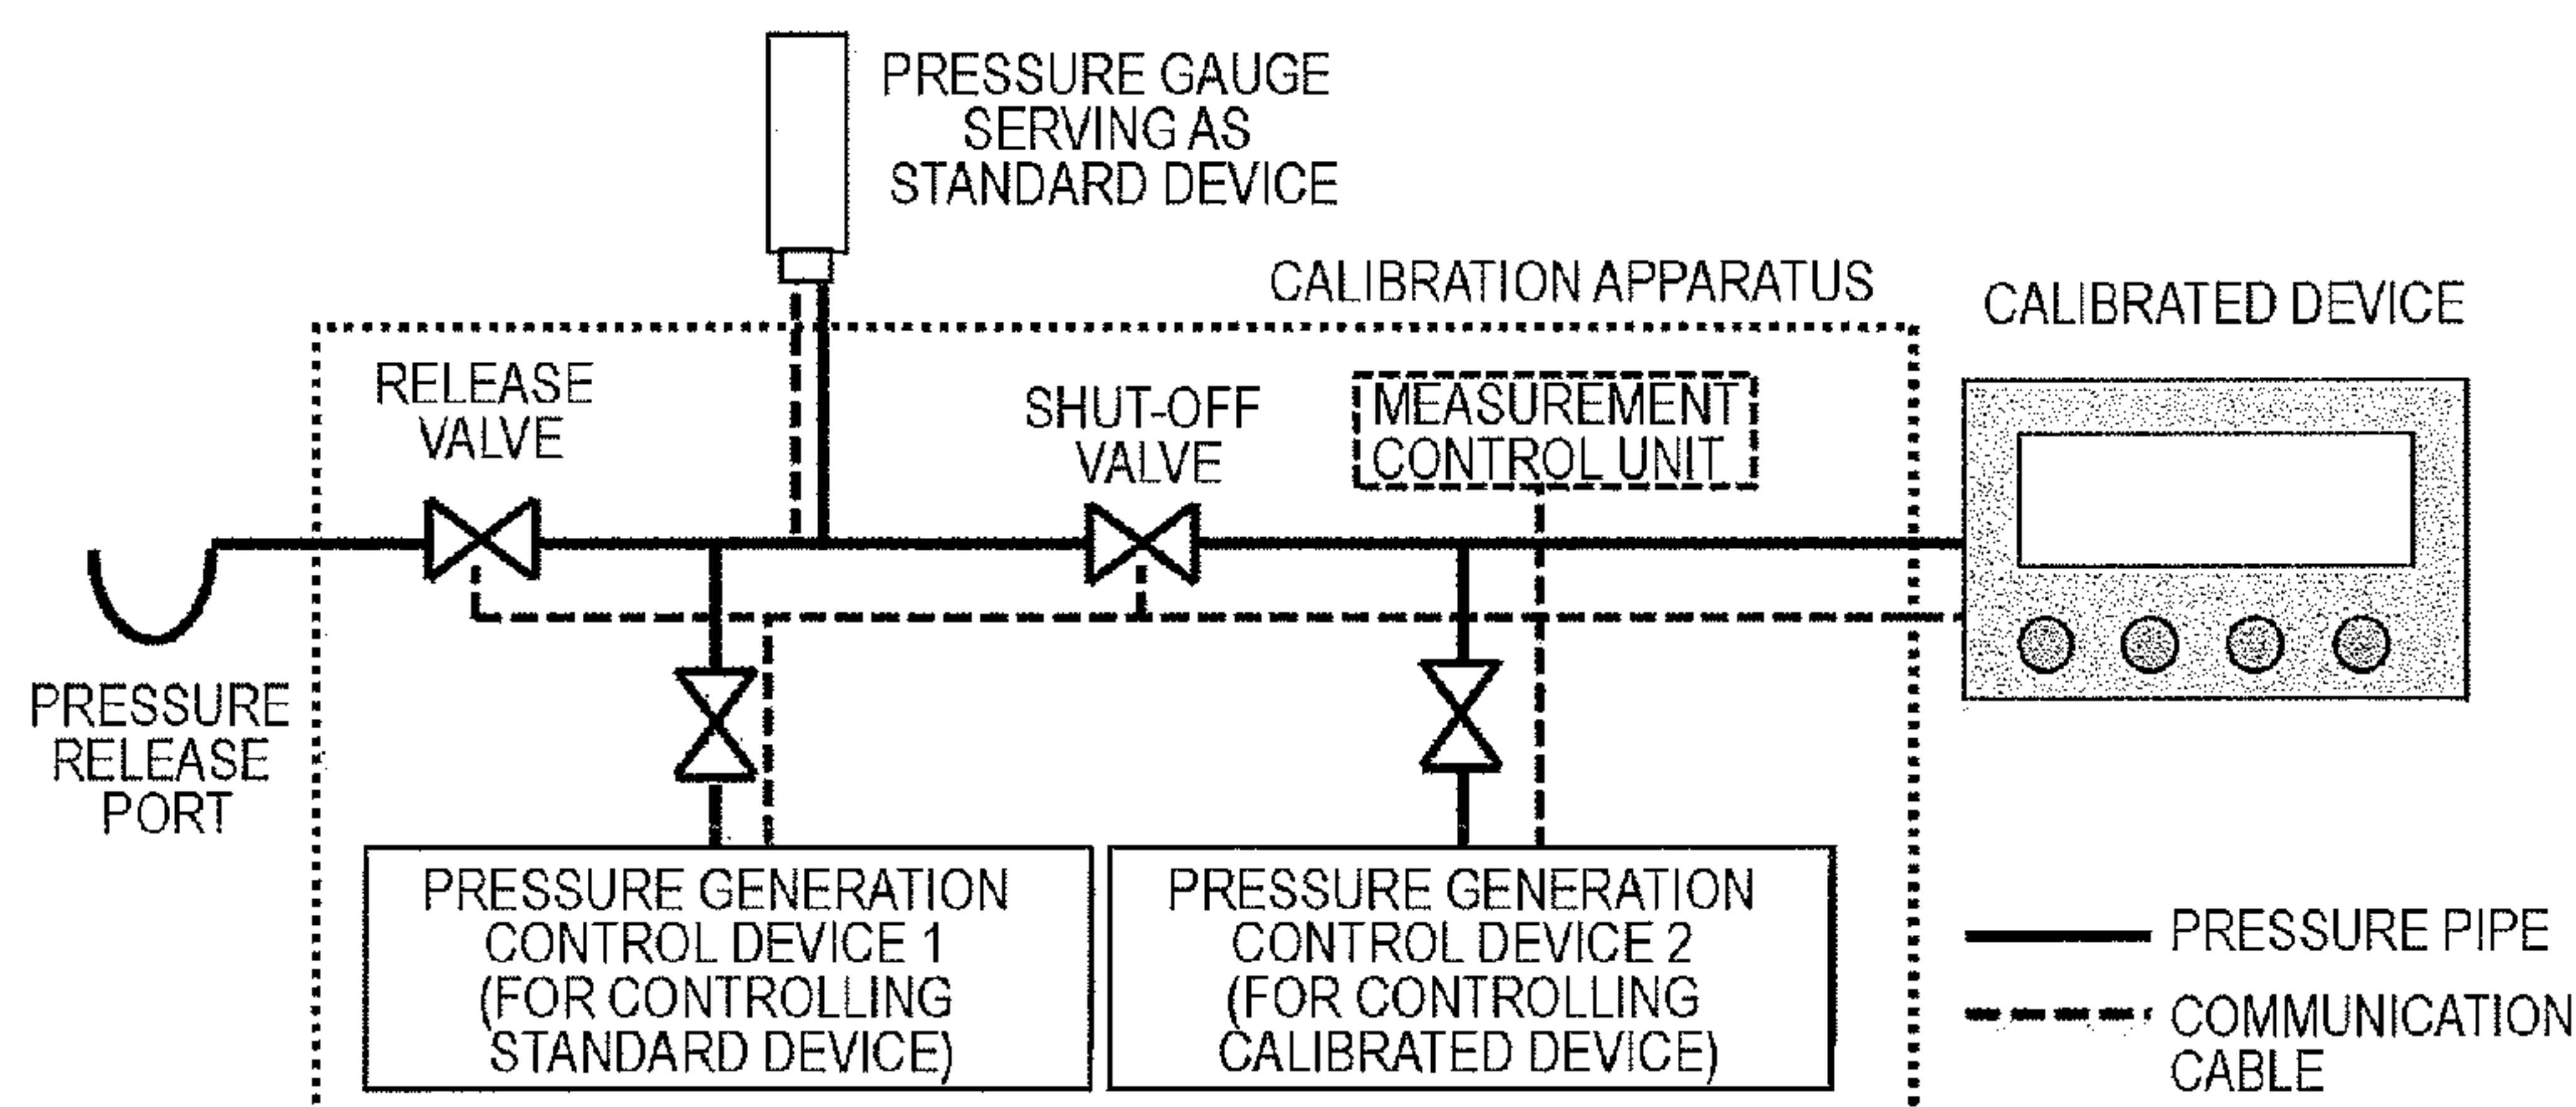 PRESSURE GAUGE
SERVING AS
STANDARD DEVICE
CALIBRATION APPARATUS
CALIBRATED DEVICE
RELEASE
VALVE
SHUT-OFF
VALVE
MEASUREMENT
CONTROL UNIT
PRESSURE
RELEASE
PORT
PRESSURE GENERATION
CONTROL DEVICE 1
(FOR CONTROLLING
STANDARD DEVICE)
PRESSURE GENERATION
CONTROL DEVICE 2
(FOR CONTROLLING
CALIBRATED DEVICE)
PRESSURE PIPE
COMMUNICATION
CABLE